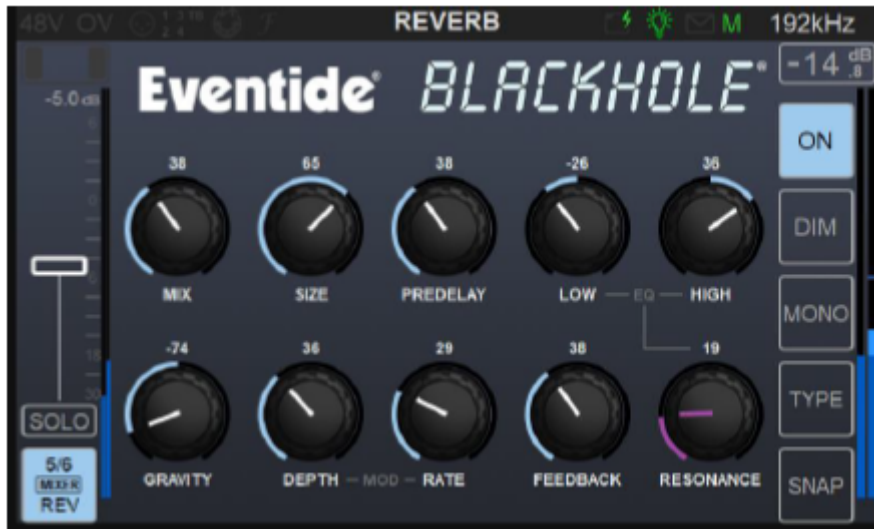 48V OV REVERB M 192kHz
Eventide® BLACKHOLE®
-14 dB .8
-5.0 dB
ON
38 65 38 -26 36
DIM
MIX SIZE PREDELAY LOW EQ HIGH
MONO
-74 36 29 38 19
TYPE
SOLO
GRAVITY DEPTH MOD RATE FEEDBACK RESONANCE
5/6
MIXER
REV
SNAP